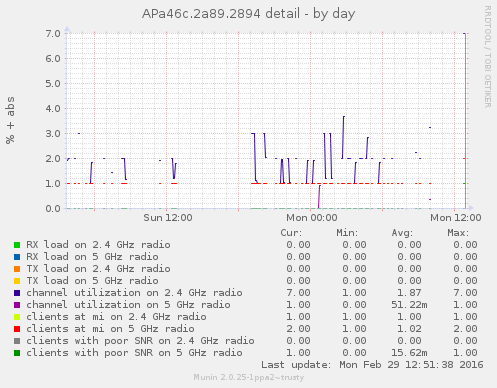 APa46c.2a89.2894 detail - by day
RRDTOOL / TOBI OETIKER
% + abs
7.0
6.0
5.0
4.0
3.0
2.0
1.0
0.0
Sun 12:00 Mon 00:00 Mon 12:00
Cur: Min: Avg: Max:
RX load on 2.4 GHz radio 0.00 0.00 0.00 0.00
RX load on 5 GHz radio 0.00 0.00 0.00 0.00
TX load on 2.4 GHz radio 0.00 0.00 0.00 0.00
TX load on 5 GHz radio 0.00 0.00 0.00 0.00
channel utilization on 2.4 GHz radio 7.00 1.00 1.87 7.00
channel utilization on 5 GHz radio 1.00 0.00 51.22m 1.00
clients at mi on 2.4 GHz radio 1.00 1.00 1.00 1.00
clients at mi on 5 GHz radio 2.00 1.00 1.02 2.00
clients with poor SNR on 2.4 GHz radio 0.00 0.00 0.00 0.00
clients with poor SNR on 5 GHz radio 1.00 0.00 15.62m 1.00
Last update: Mon Feb 29 12:51:38 2016
Munin 2.0.25-1ppa2~trusty